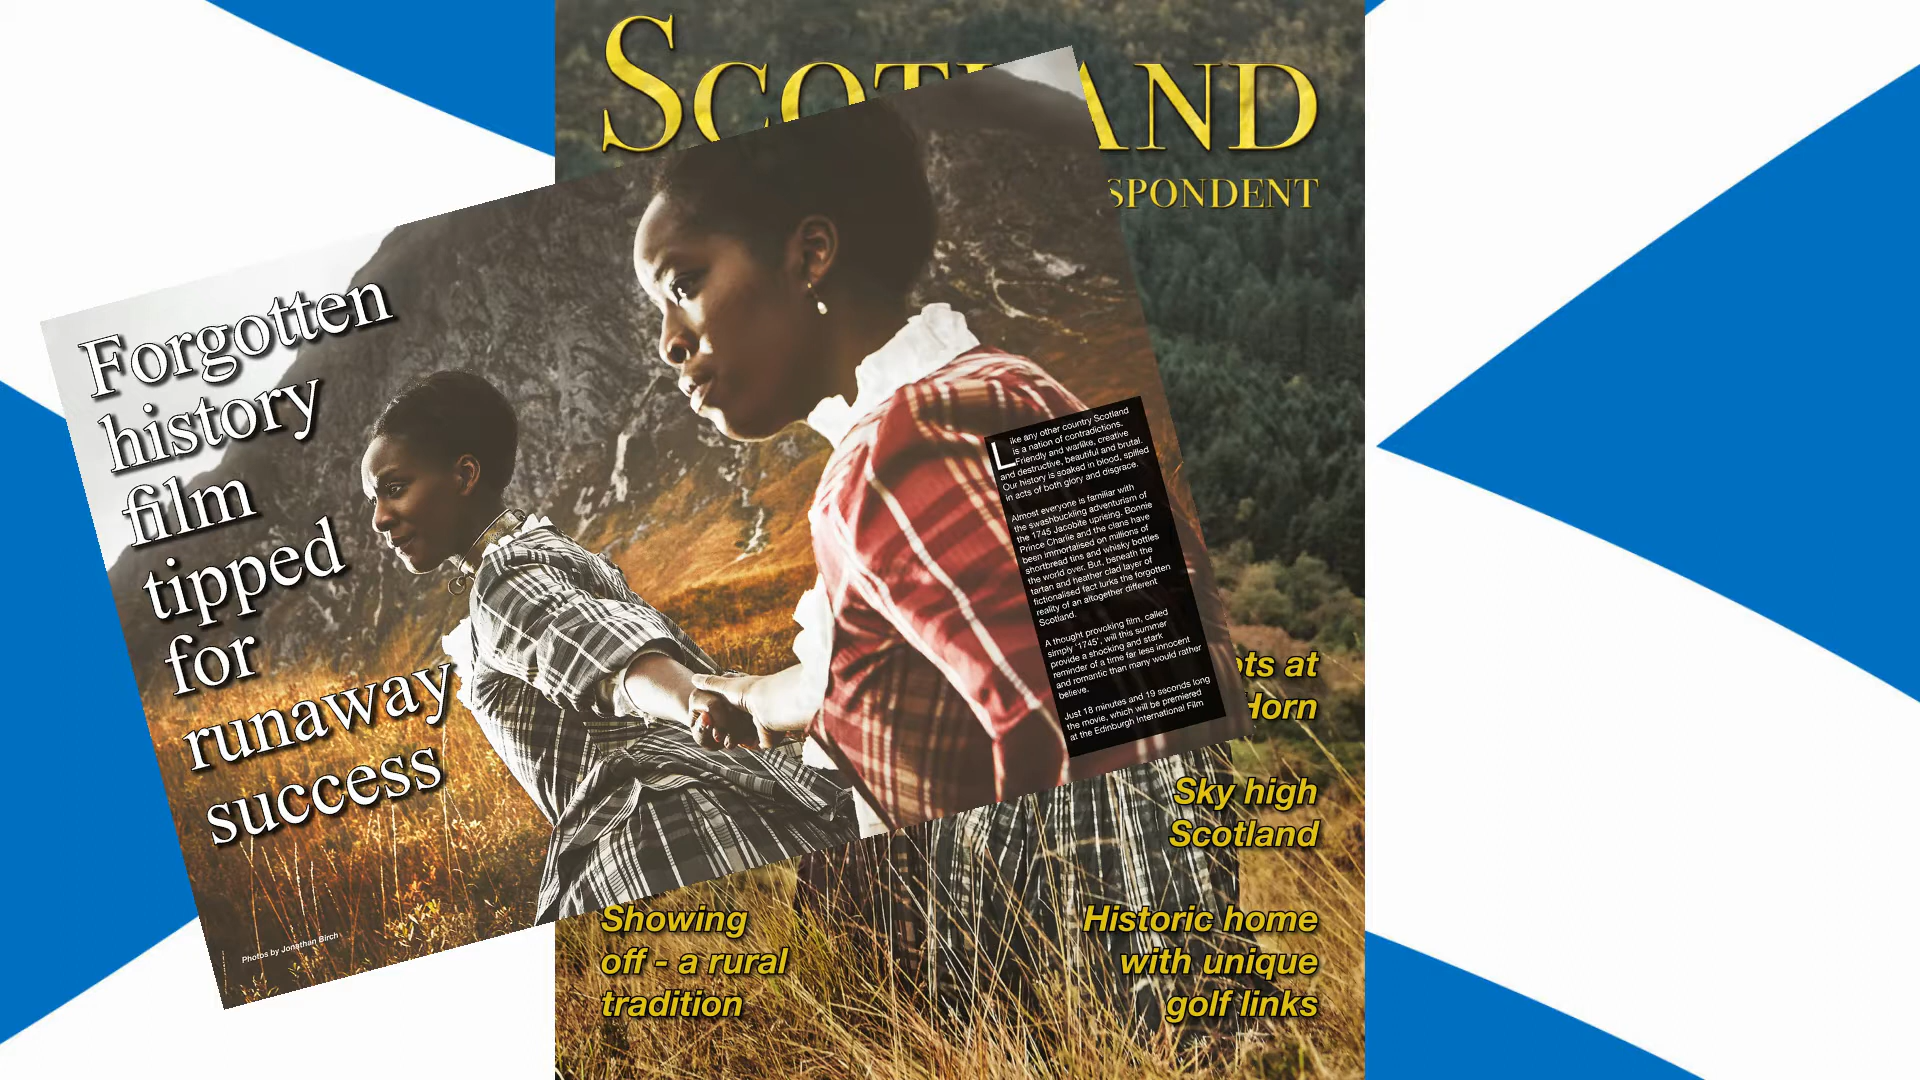 SCOTLAND
SPONDENT
Forgotten
history
film
tipped
for
runaway
success
Photos by Jonathan Birch
Like any other country Scotland
is a nation of contradictions.
Friendly and warlike, creative
and destructive, beautiful and brutal.
Our history is soaked in blood, spilled
in acts of both glory and disgrace.
Almost everyone is familiar with
the swashbuckling adventurism of
the 1745 Jacobite uprising. Bonnie
Prince Charlie and the clans have
been immortalised on millions of
shortbread tins and whisky bottles
the world over. But, beneath the
tartan and heather clad layer of
fictionalised fact lurks the forgotten
reality of an altogether different
Scotland.
A thought provoking film, called
simply '1745', will this summer
provide a shocking and stark
reminder of a time far less innocent
and romantic than many would rather
believe.
Just 18 minutes and 19 seconds long
the movie, which will be premiered
at the Edinburgh International Film
ots at
Horn
Sky high
Scotland
Showing
off - a rural
tradition
Historic home
with unique
golf links